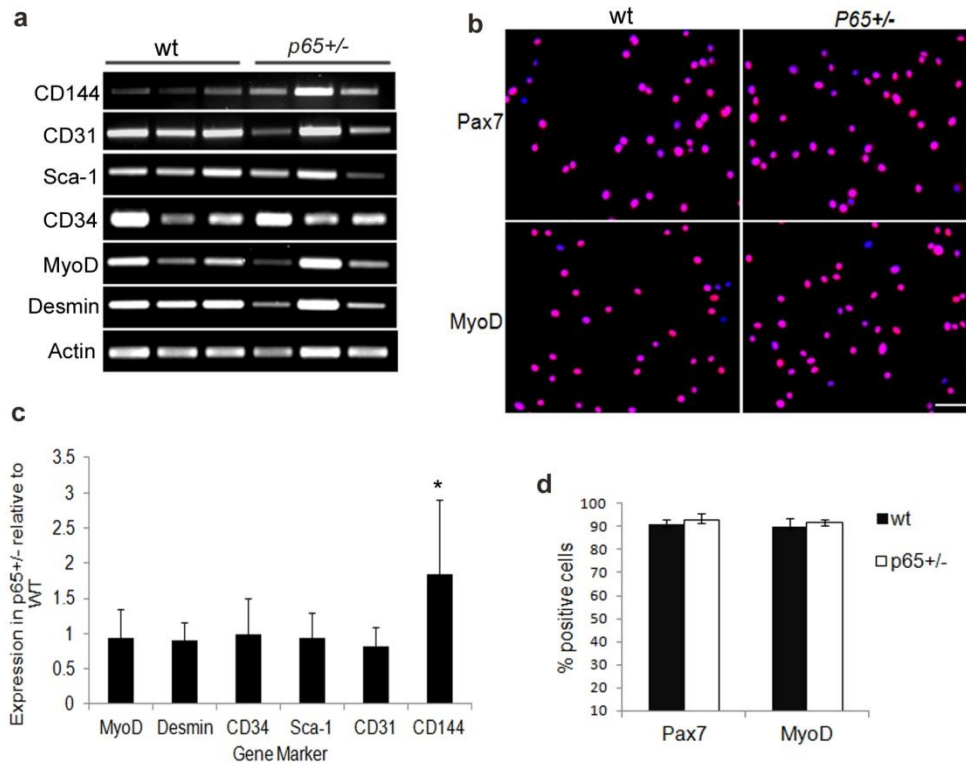 a
wt p65+/-
CD144
CD31
Sca-1
CD34
MyoD
Desmin
Actin
b
wt P65+/-
Pax7
MyoD
c
Expression in p65+/- relative to
WT
3.5
3
2.5
2
1.5
1
0.5
0
MyoD Desmin CD34 Sca-1 CD31 CD144
Gene Marker
*
d
% positive cells
100
90
80
70
60
50
40
30
20
10
Pax7 MyoD
wt
p65+/-